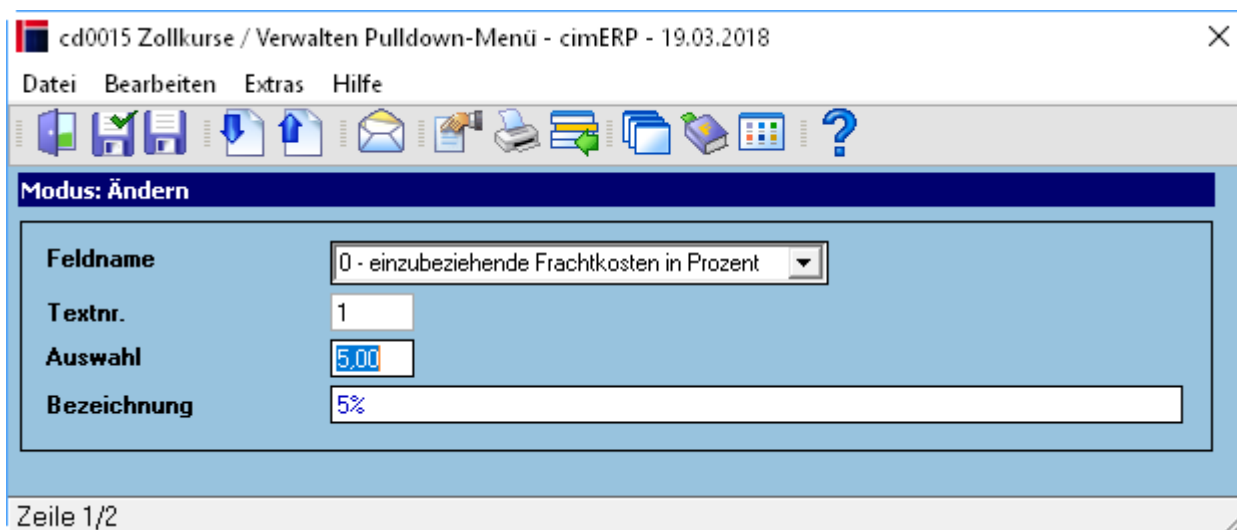 cd0015 Zollkurse / Verwalten Pulldown-Menü - cimERP - 19.03.2018
Datei Bearbeiten Extras Hilfe
Modus: Ändern
Feldname 0 - einzubeziehende Frachtkosten in Prozent
Textnr. 1
Auswahl 5,00
Bezeichnung 5%
Zeile 1/2